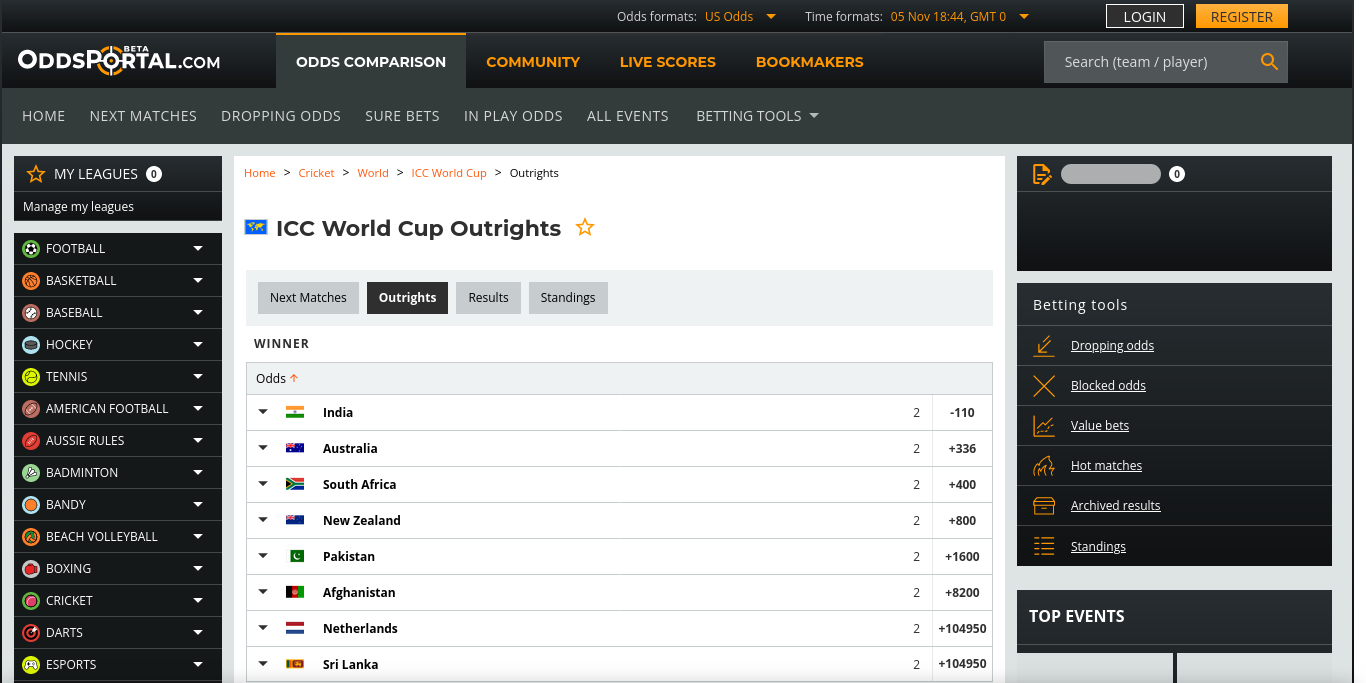 Odds formats: US Odds Time formats: 05 Nov 18:44, GMT 0 LOGIN REGISTER
ODDSPORTAL.COM BETA ODDS COMPARISON COMMUNITY LIVE SCORES BOOKMAKERS Search (team / player)
HOME NEXT MATCHES DROPPING ODDS SURE BETS IN PLAY ODDS ALL EVENTS BETTING TOOLS
MY LEAGUES 0
Manage my leagues
FOOTBALL
BASKETBALL
BASEBALL
HOCKEY
TENNIS
AMERICAN FOOTBALL
AUSSIE RULES
BADMINTON
BANDY
BEACH VOLLEYBALL
BOXING
CRICKET
DARTS
ESPORTS
Home > Cricket > World > ICC World Cup > Outrights
ICC World Cup Outrights
Next Matches Outrights Results Standings
WINNER
Odds
India 2 -110
Australia 2 +336
South Africa 2 +400
New Zealand 2 +800
Pakistan 2 +1600
Afghanistan 2 +8200
Netherlands 2 +104950
Sri Lanka 2 +104950
0
Betting tools
Dropping odds
Blocked odds
Value bets
Hot matches
Archived results
Standings
TOP EVENTS